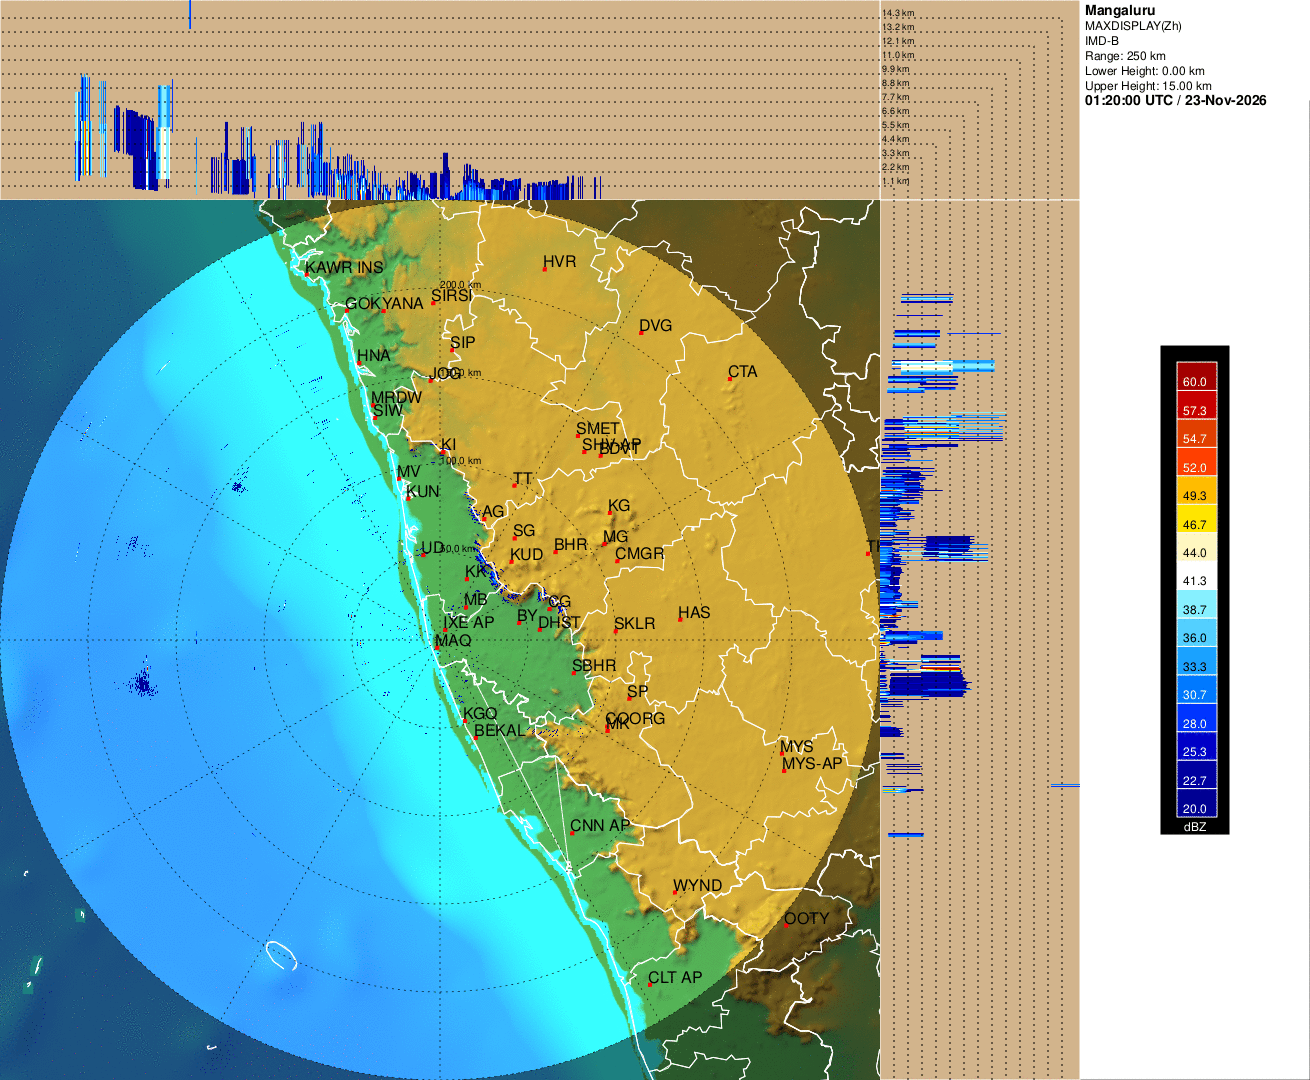 Mangaluru
MAXDISPLAY(Zh)
IMD-B
Range: 250 km
Lower Height: 0.00 km
Upper Height: 15.00 km
01:20:00 UTC / 23-Nov-2026
14.3 km
13.2 km
12.1 km
11.0 km
9.9 km
8.8 km
7.7 km
6.6 km
5.5 km
4.4 km
3.3 km
2.2 km
1.1 km
KAWR INS
HVR
200.0 km
SIRSI
GOKYANA
DVG
SIP
HNA
JOG
CTA
MRDW
SIW
SMET
KI
SHV-AP
BDVT
100.0 km
MV
TT
KUN
AG
KG
SG
MG
UD
50.0 km
KUD
BHR
CMGR
KK
MB
CG
IXE AP
BY
DHST
SKLR
HAS
MAQ
SBHR
SP
KGQ
COORG
MK
BEKAL
MYS
MYS-AP
CNN AP
WYND
OOTY
CLT AP
60.0
57.3
54.7
52.0
49.3
46.7
44.0
41.3
38.7
36.0
33.3
30.7
28.0
25.3
22.7
20.0
dBZ